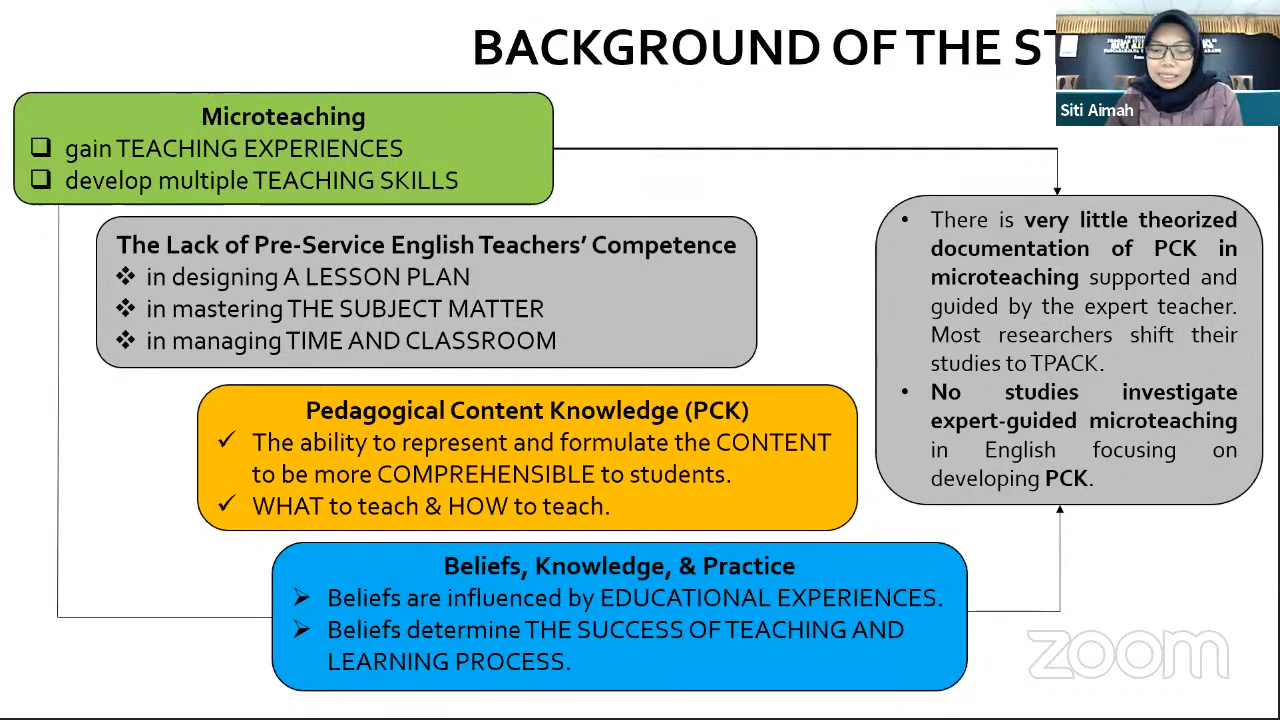 BACKGROUND OF THE ST
Siti Aimah
Microteaching
gain TEACHING EXPERIENCES
develop multiple TEACHING SKILLS
The Lack of Pre-Service English Teachers' Competence
in designing A LESSON PLAN
in mastering THE SUBJECT MATTER
in managing TIME AND CLASSROOM
Pedagogical Content Knowledge (PCK)
The ability to represent and formulate the CONTENT
to be more COMPREHENSIBLE to students.
WHAT to teach & HOW to teach.
Beliefs, Knowledge, & Practice
Beliefs are influenced by EDUCATIONAL EXPERIENCES.
Beliefs determine THE SUCCESS OF TEACHING AND
LEARNING PROCESS.
• There is very little theorized
documentation of PCK in
microteaching supported and
guided by the expert teacher.
Most researchers shift their
studies to TPACK.
• No studies investigate
expert-guided microteaching
in English focusing on
developing PCK.
zoom